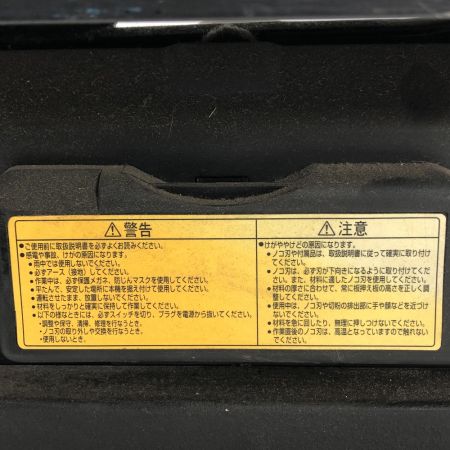 ⚠警告
●ご使用前に取扱説明書を必ずよくお読みください。
●感電や事故、けがの原因になります。
●雨中では使用しないでください。
●必ずアース（接地）してください。
●作業中は、必ず保護メガネ、防じんマスクを使用してください。
●平たんで、安定した場所に本機を据え付けて使用してください。
●運転させたまま、放置しないでください。
●材料をしっかりと確実に保持して作業してください。
●以下の様なときには、必ずスイッチを切り、プラグを電源から抜いてください。
・調整や保守、清掃、修理を行なうとき。
・ノコ刃の取り外しや交換を行なうとき。
・使用しないとき。
⚠注意
●けがややけどの原因になります。
●ノコ刃や付属品は、取扱説明書に従って確実に取り付け
てください。
●ノコ刃は、必ず刃が下向きになるように取り付けてくだ
さい。また、材料に適したノコ刃を使用してください。
●材料の厚さに合せて、常に板押え板の高さを正しく調
整してください。
●使用中は、ノコ刃や切粉の排出部に手や顔などを近づけ
ないでください。
●材料を急に回したり、無理に押しつけないでください。
●作業直後のノコ刃は、高温となっていますので触れない
でください。